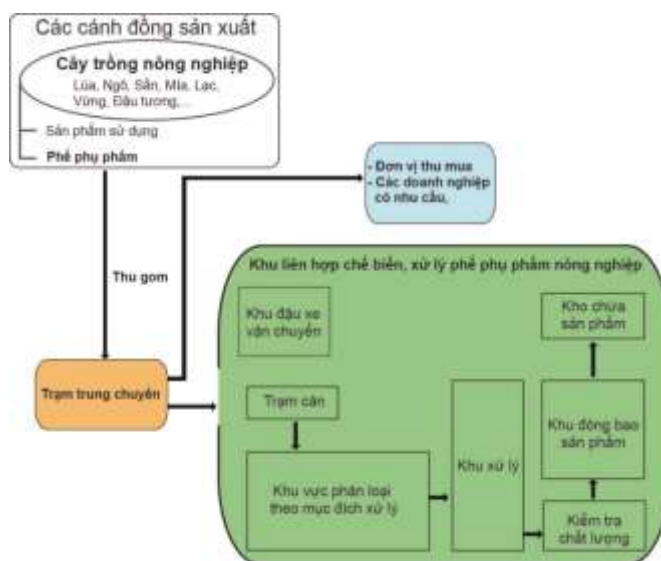 Các cánh đồng sản xuất
Cây trồng nông nghiệp
Lúa, Ngô, Sắn, Mía, Lạc,
Vừng, Đậu tương,...
Sản phẩm sử dụng
Phế phụ phẩm
- Đơn vị thu mua
- Các doanh nghiệp
có nhu cầu,
Thu gom
Trạm trung chuyển
Khu liên hợp chế biến, xử lý phế phụ phẩm nông nghiệp
Khu đậu xe
vận chuyển
Kho chứa
sản phẩm
Trạm cân
Khu xử lý
Khu động bao
sản phẩm
Khu vực phân loại
theo mục đích xử lý
Kiểm tra
chất lượng